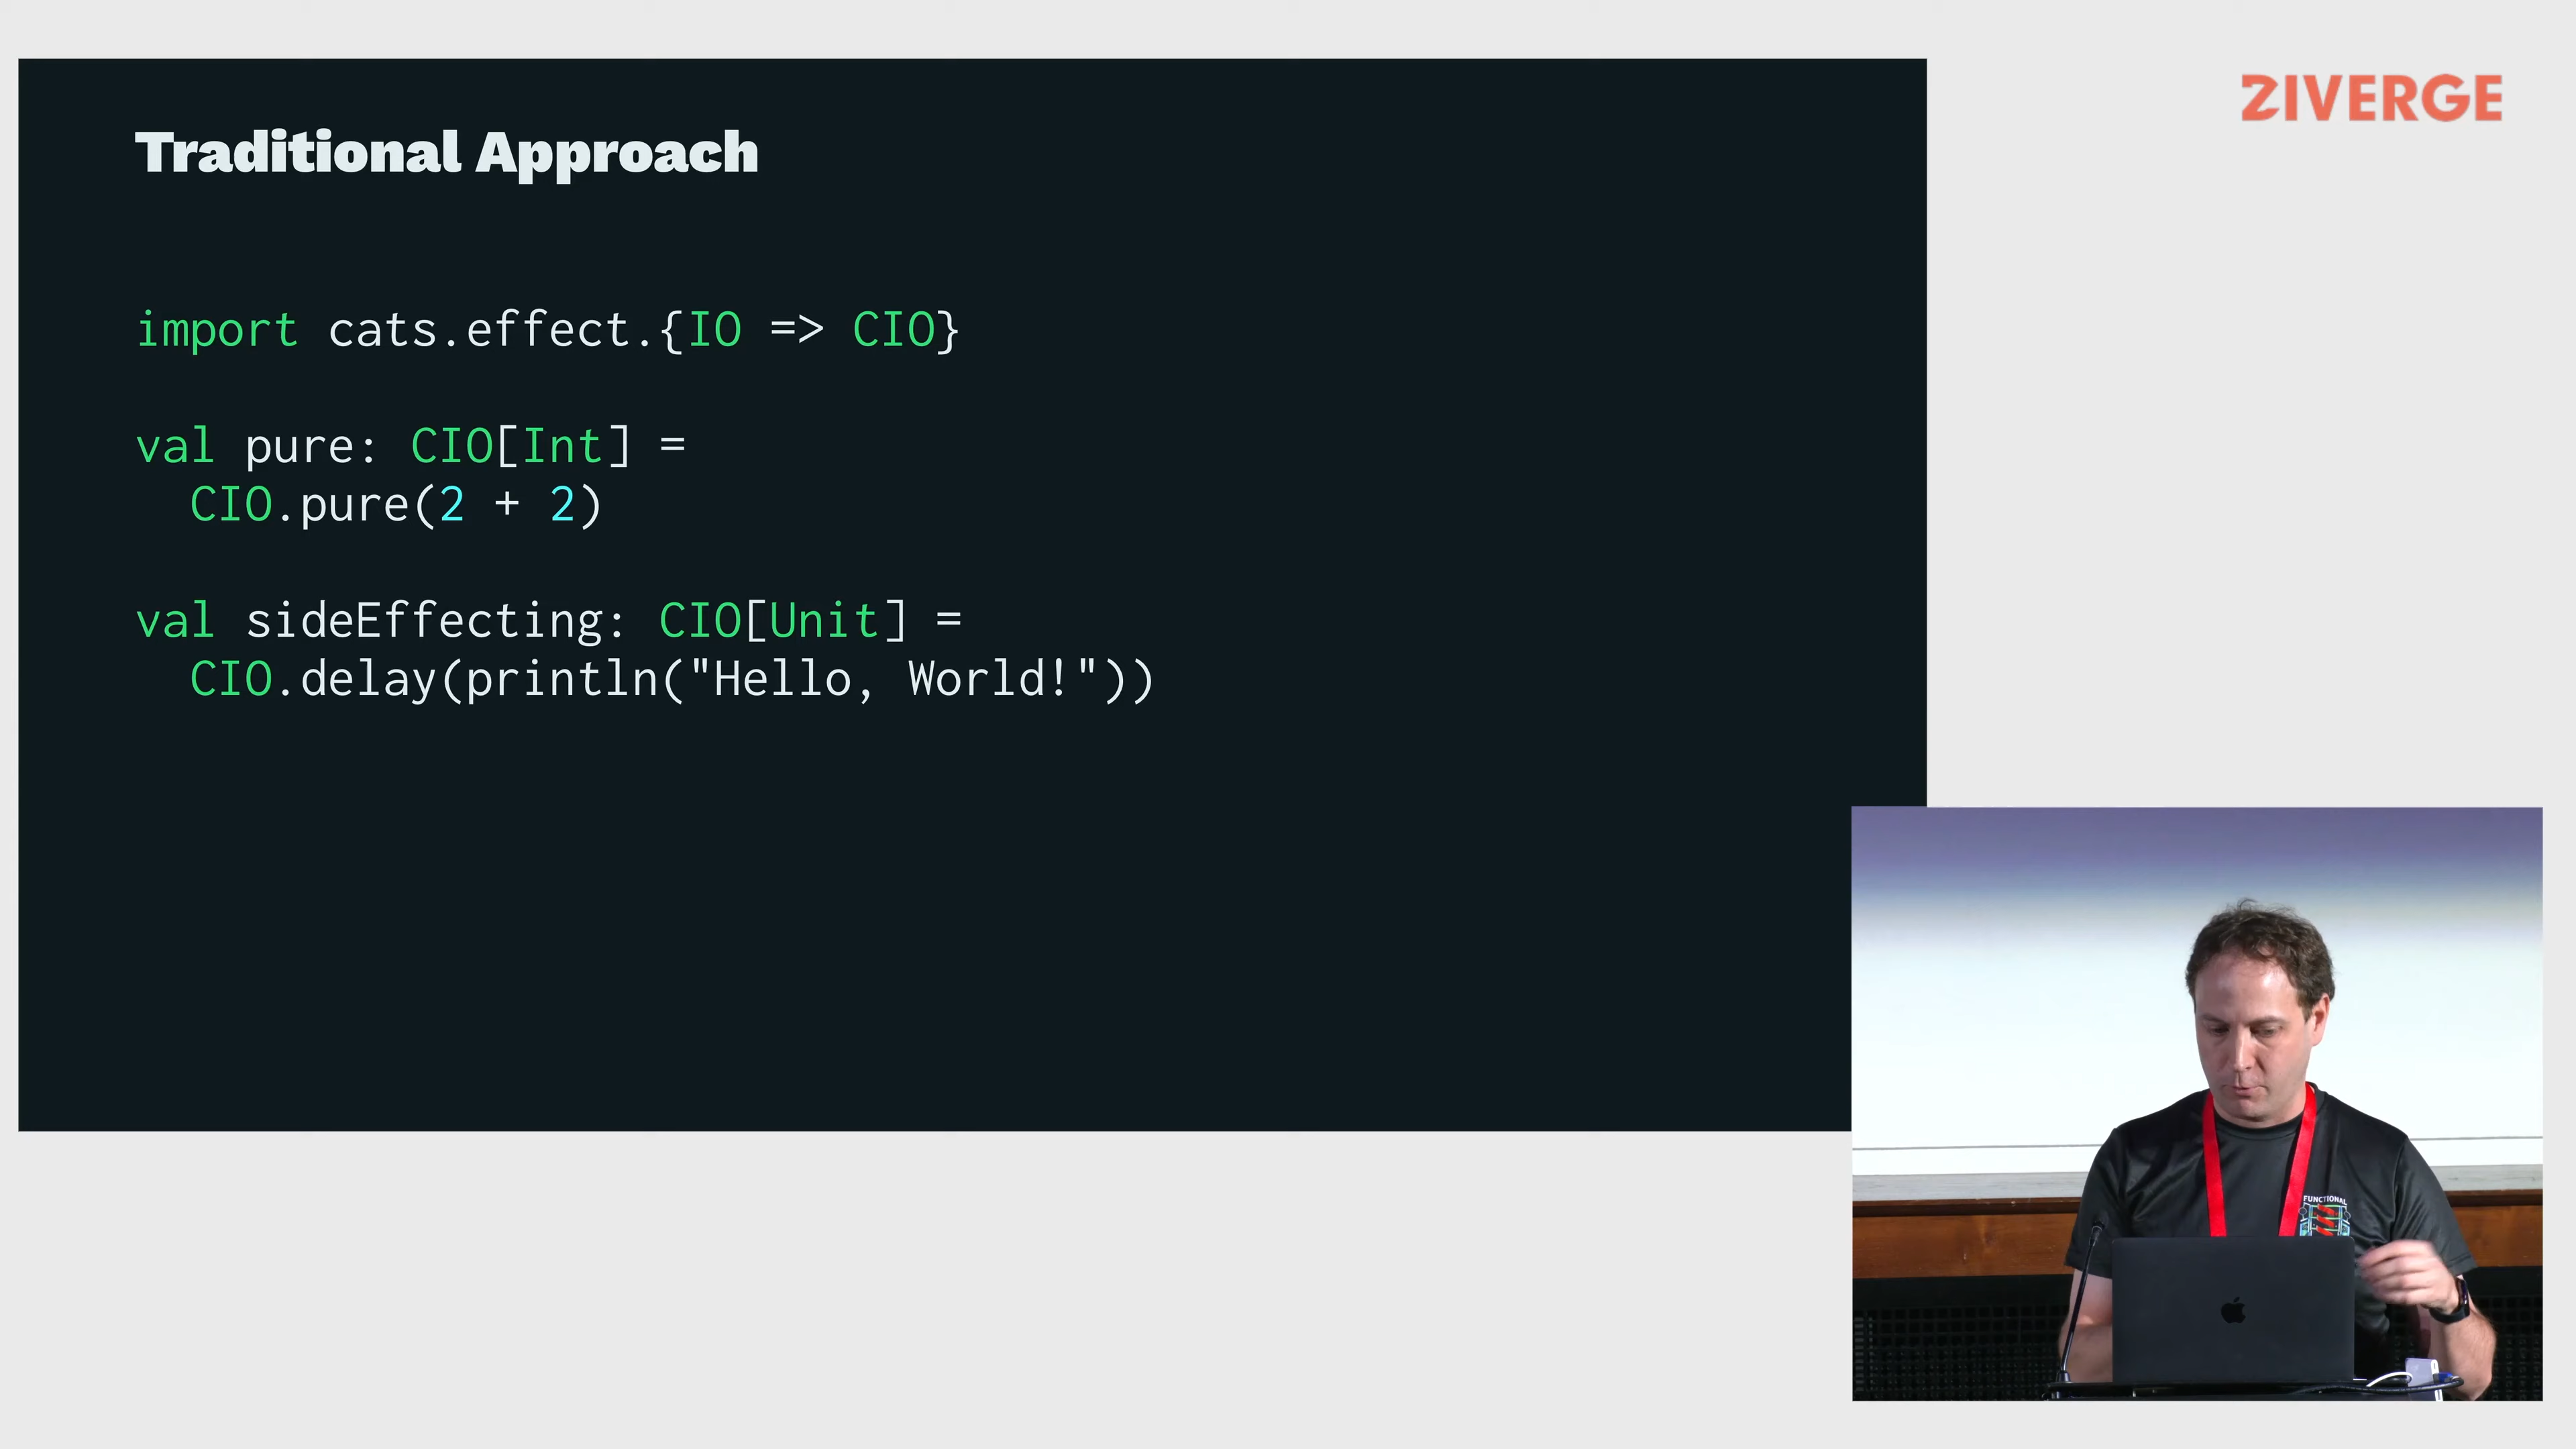 Traditional Approach
ZIVERGE
import cats.effect.{IO => CIO}
val pure: CIO[Int] =
  CIO.pure(2 + 2)
val sideEffecting: CIO[Unit] =
  CIO.delay(println("Hello, World!"))
FUNCTIONAL